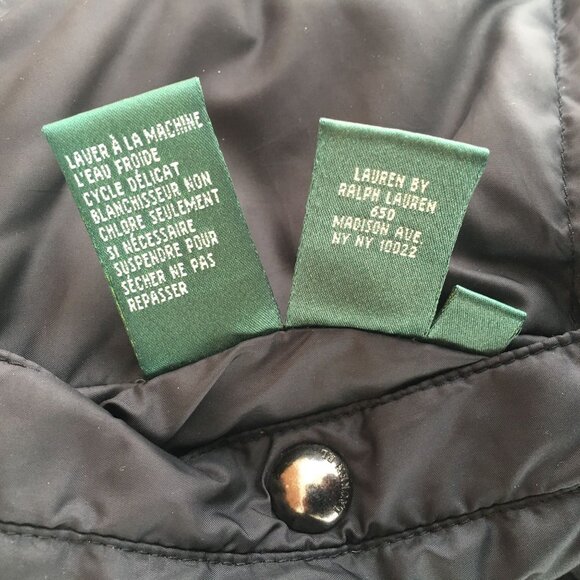 LAVER À LA MACHINE
L'EAU FROIDE
CYCLE DÉLICAT
BLANCHISSEUR NON
CHLORE SEULEMENT
SI NÉCESSAIRE
SUSPENDRE POUR
SÉCHER NE PAS
REPASSER
LAUREN BY
RALPH LAUREN
650
MADISON AVE.
NY NY 10022